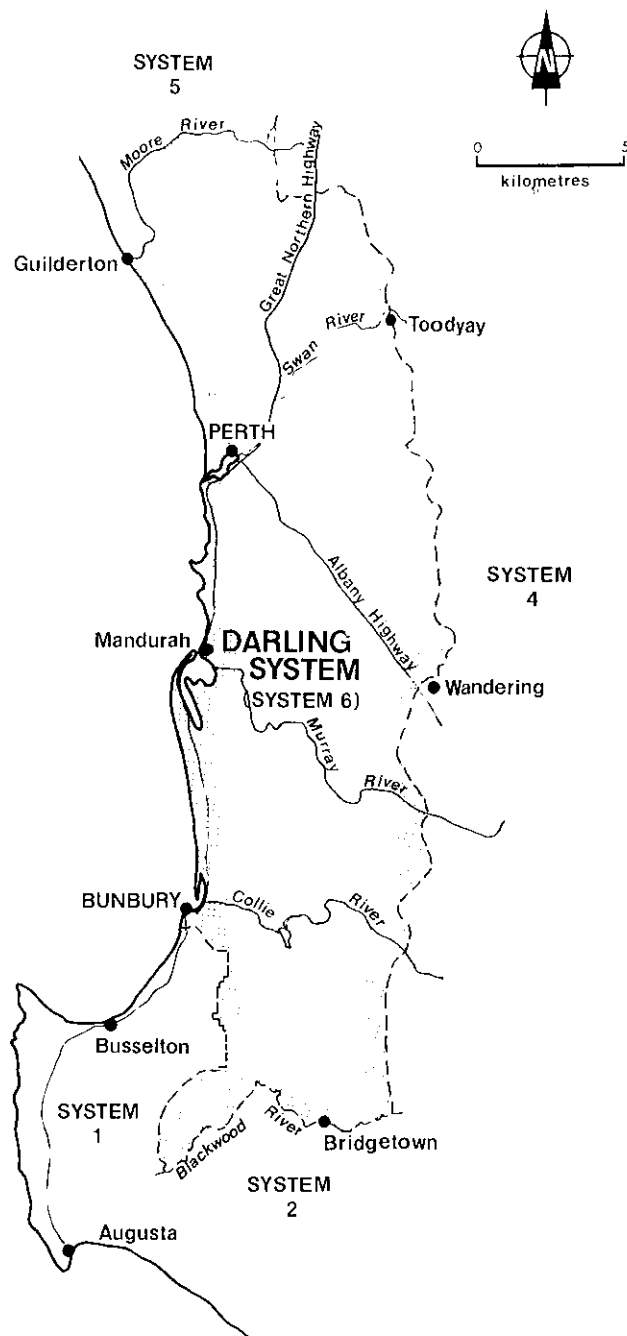 SYSTEM
5
N
0 5
kilometres
Moore River
Great Northern Highway
Guilderton
Swan River
Toodyay
PERTH
Albany Highway
SYSTEM
4
Mandurah
DARLING
SYSTEM
(SYSTEM 6)
Wandering
Murray River
BUNBURY
Collie River
Busselton
SYSTEM
1
Blackwood River
Bridgetown
SYSTEM
2
Augusta